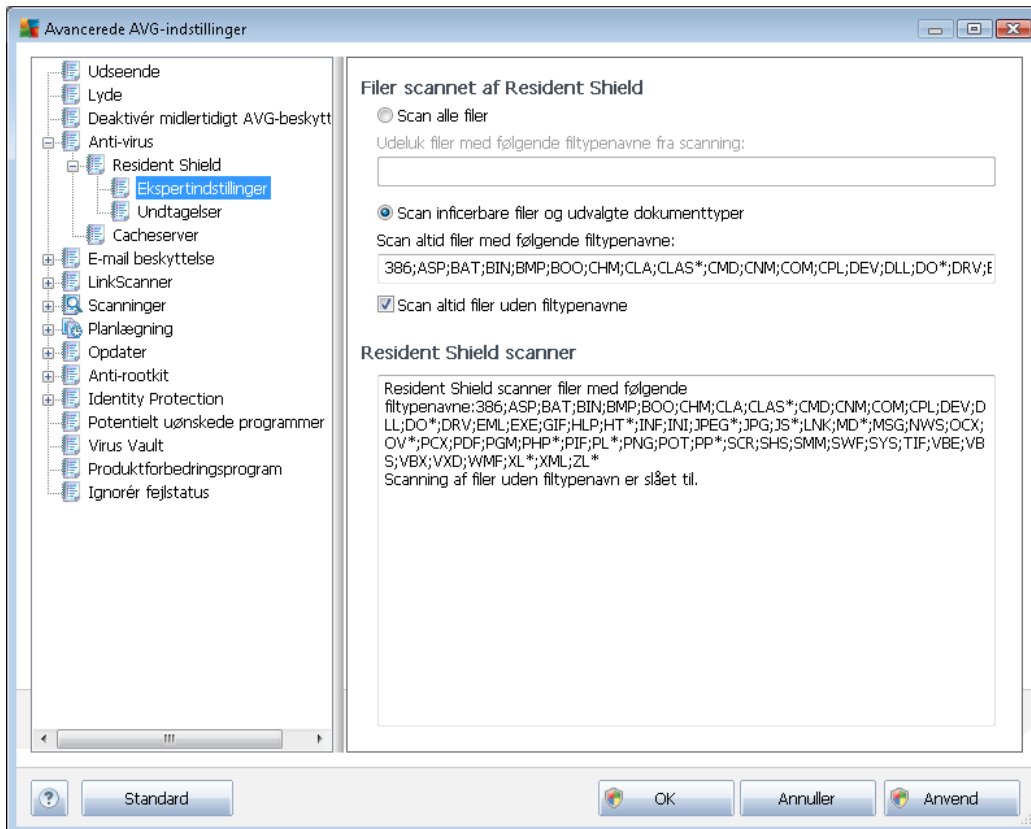 Avancerede AVG-indstillinger
Udseende
Lyde
Deaktivér midlertidigt AVG-beskytt
Anti-virus
Resident Shield
Ekspertindstillinger
Undtagelser
Cacheserver
E-mail beskyttelse
LinkScanner
Scanninger
Planlægning
Opdater
Anti-rootkit
Identity Protection
Potentielt uønskede programmer
Virus Vault
Produktforbedringsprogram
Ignorér fejlstatus
Filer scannet af Resident Shield
Scan alle filer
Udeluk filer med følgende filtypenavne fra scanning:
Scan inficerbare filer og udvalgte dokumenttyper
Scan altid filer med følgende filtypenavne:
386;ASP;BAT;BIN;BMP;BOO;CHM;CLA;CLAS*;CMD;CNM;COM;CPL;DEV;DLL;DO*;DRV;E
Scan altid filer uden filtypenavne
Resident Shield scanner
Resident Shield scanner filer med følgende
filtypenavne:386;ASP;BAT;BIN;BMP;BOO;CHM;CLA;CLAS*;CMD;CNM;COM;CPL;DEV;D
LL;DO*;DRV;EML;EXE;GIF;HLP;HT*;INF;INI;JPEG*;JPG;JS*;LNK;MD*;MSG;NWS;OCX;
OV*;PCX;PDF;PGM;PHP*;PIF;PL*;PNG;POT;PP*;SCR;SHS;SMM;SWF;SYS;TIF;VBE;VB
S;VBX;VXD;WMF;XL*;XML;ZL*
Scanning af filer uden filtypenavn er slået til.
?
Standard
OK
Annuller
Anvend